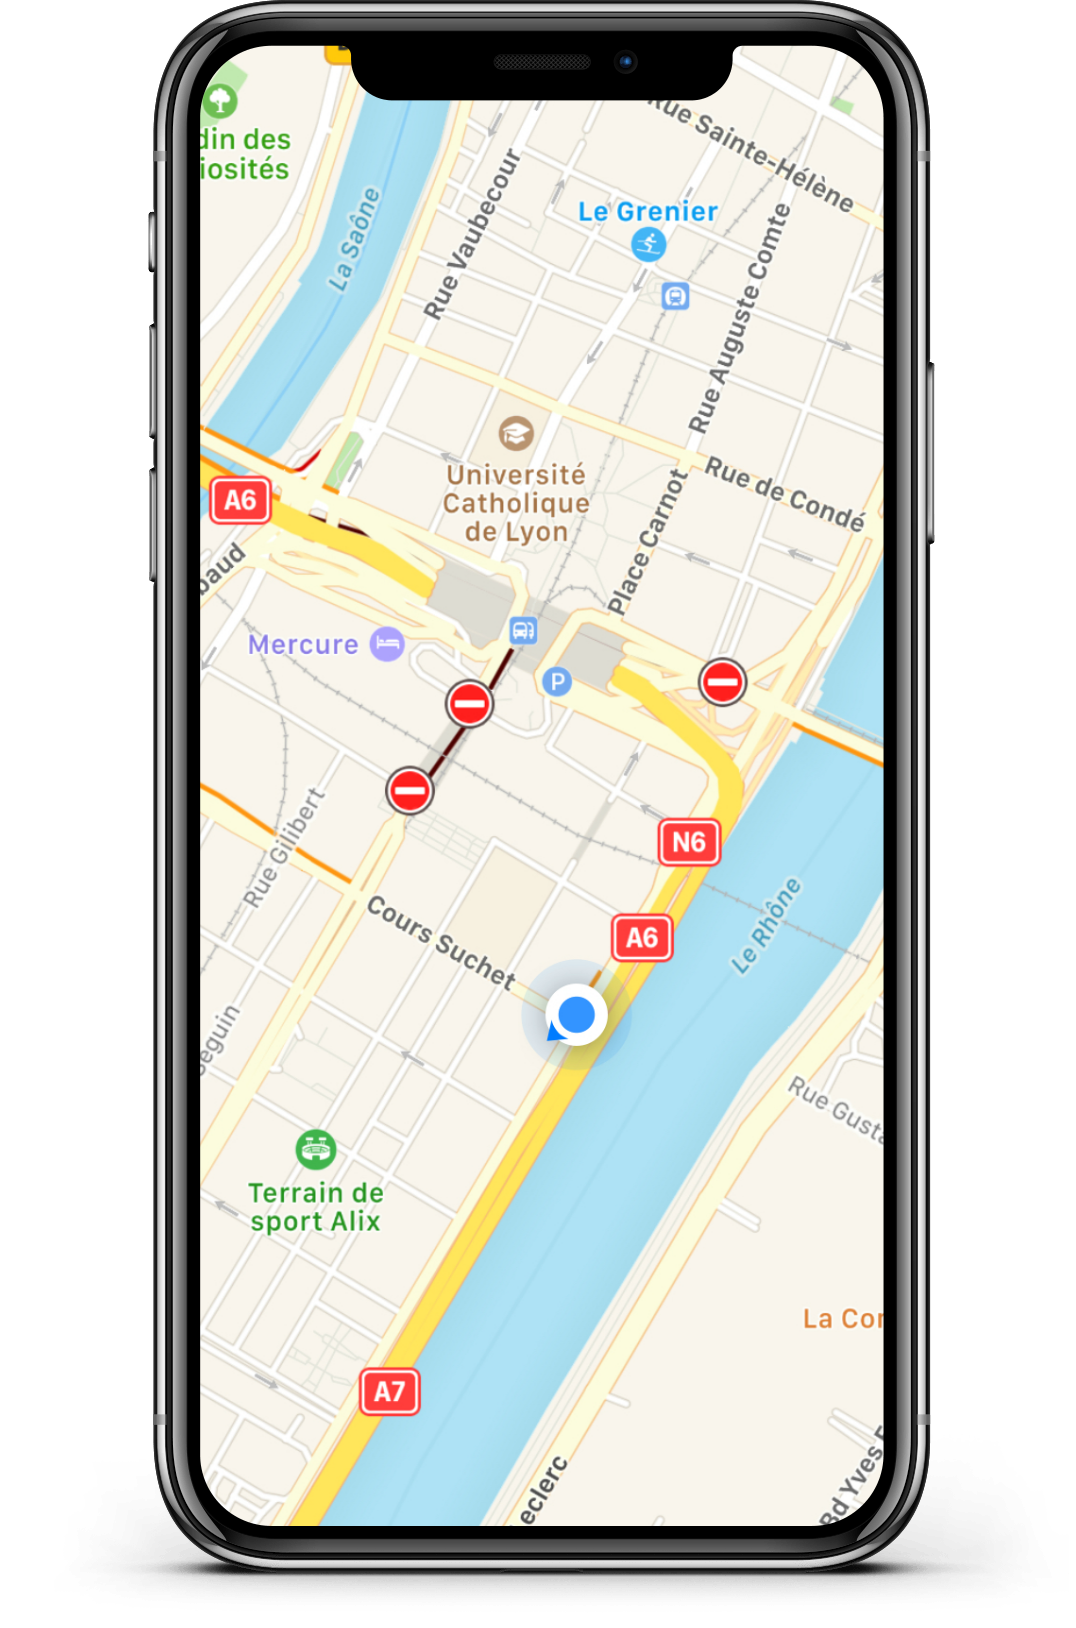 din des
iosités
Rue Sainte-Hélène
Le Grenier
La Saône
Rue Vaubecour
Rue Auguste Comte
Université
Catholique
de Lyon
Rue de Condé
A6
Place Carnot
baud
Mercure
P
N6
Rue Gilibert
Cours Suchet
A6
Le Rhône
Seguin
Rue Gusta
Terrain de
sport Alix
La Con
A7
eclerc
Bd Yves F